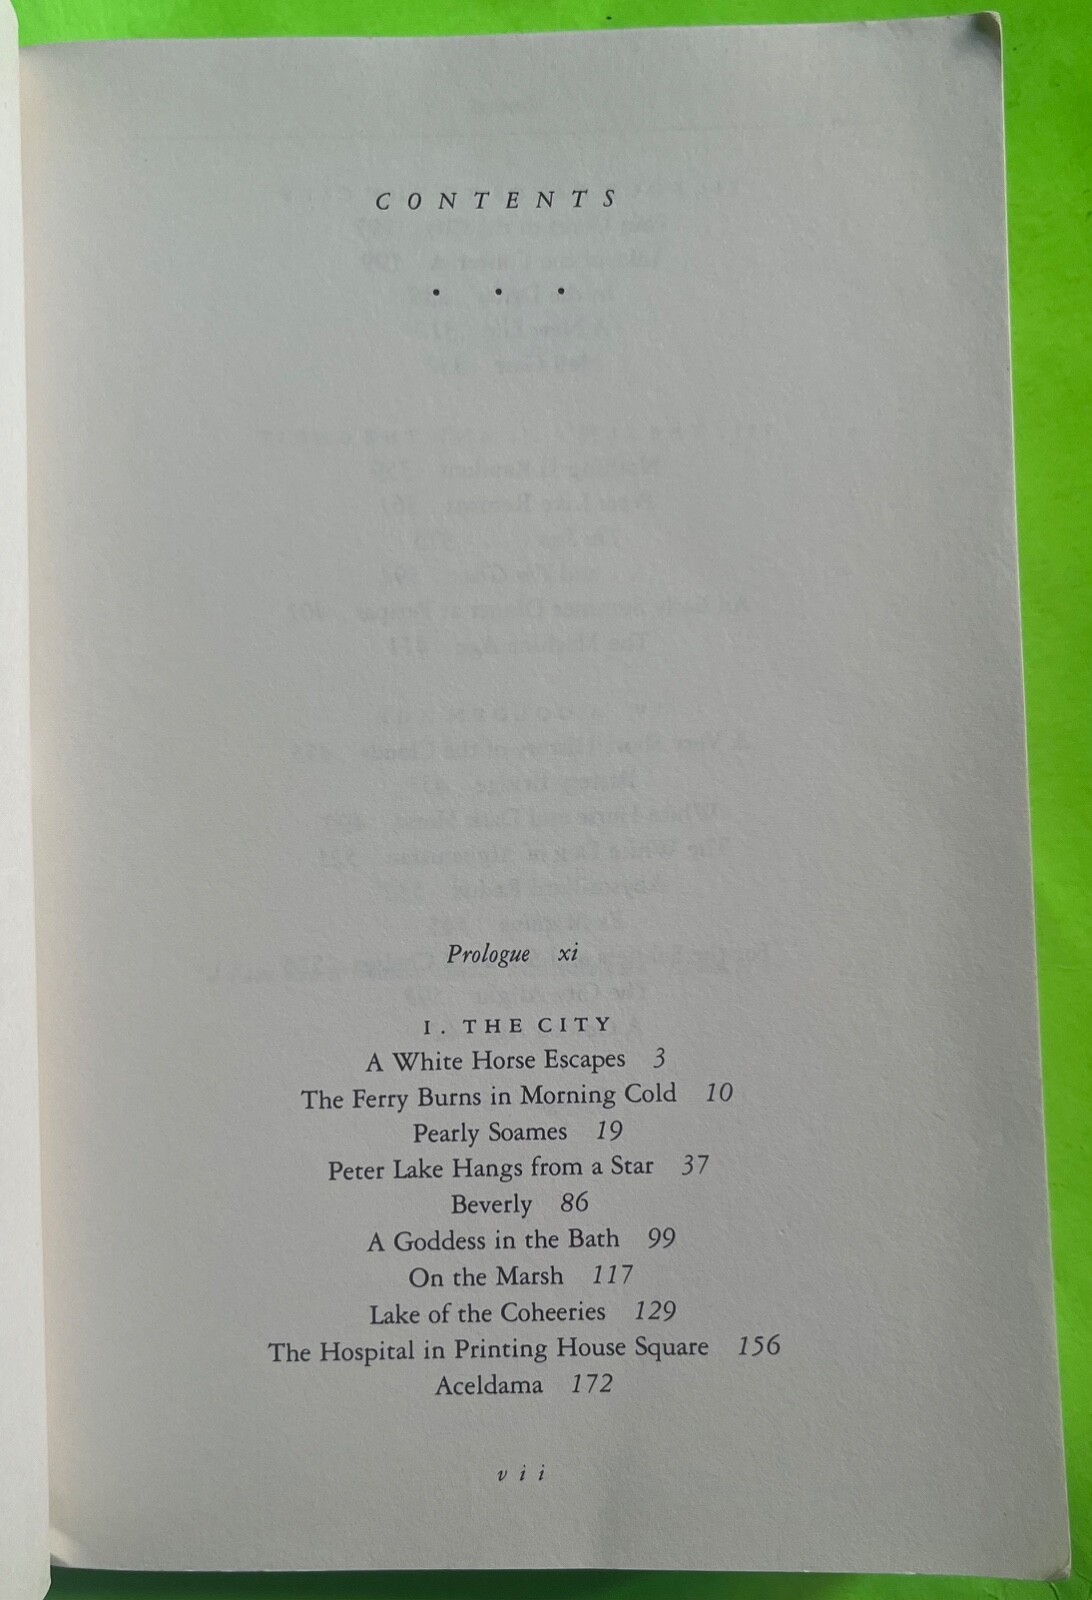 CONTENTS
. . .
Prologue xi
I. THE CITY
A White Horse Escapes 3
The Ferry Burns in Morning Cold 10
Pearly Soames 19
Peter Lake Hangs from a Star 37
Beverly 86
A Goddess in the Bath 99
On the Marsh 117
Lake of the Coheeries 129
The Hospital in Printing House Square 156
Aceldama 172
vii